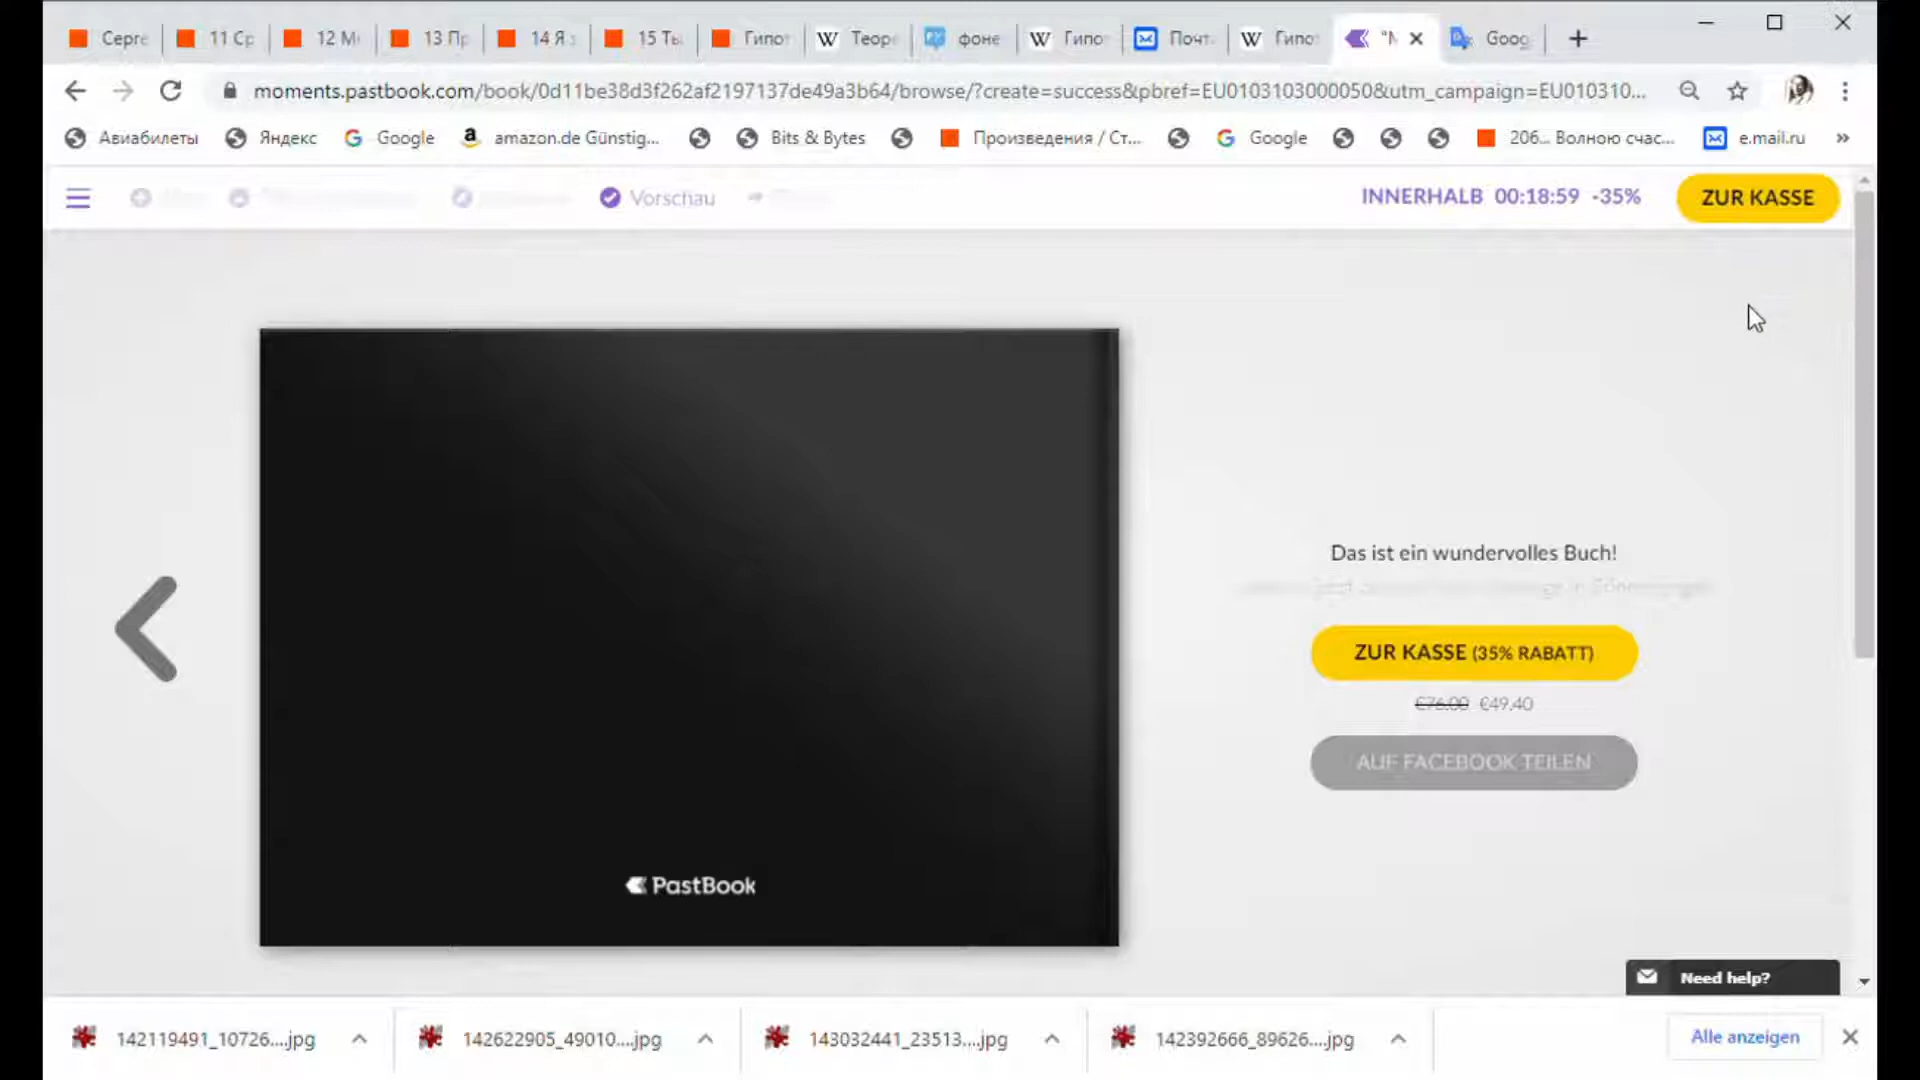 Серге 11 Ср 12 М 13 Пр 14 Я з 15 Ты Гипот W Теоре фоне W Гипо Почт W Гипо "М Goog
moments.pastbook.com/book/0d11be38d3f262af2197137de49a3b64/browse/?create=success&pbref=EU0103103000050&utm_campaign=EU010310...
Авиабилеты Яндекс Google amazon.de Günstig... Bits & Bytes Произведения / Ст... Google 206... Волною счас... e.mail.ru »
Vorschau INNERHALB 00:18:59 -35% ZUR KASSE
Das ist ein wundervolles Buch!
ZUR KASSE (35% RABATT)
€76.00 €49.40
AUF FACEBOOK TEILEN
PastBook
Need help?
142119491_10726....jpg 142622905_49010....jpg 143032441_23513....jpg 142392666_89626....jpg Alle anzeigen